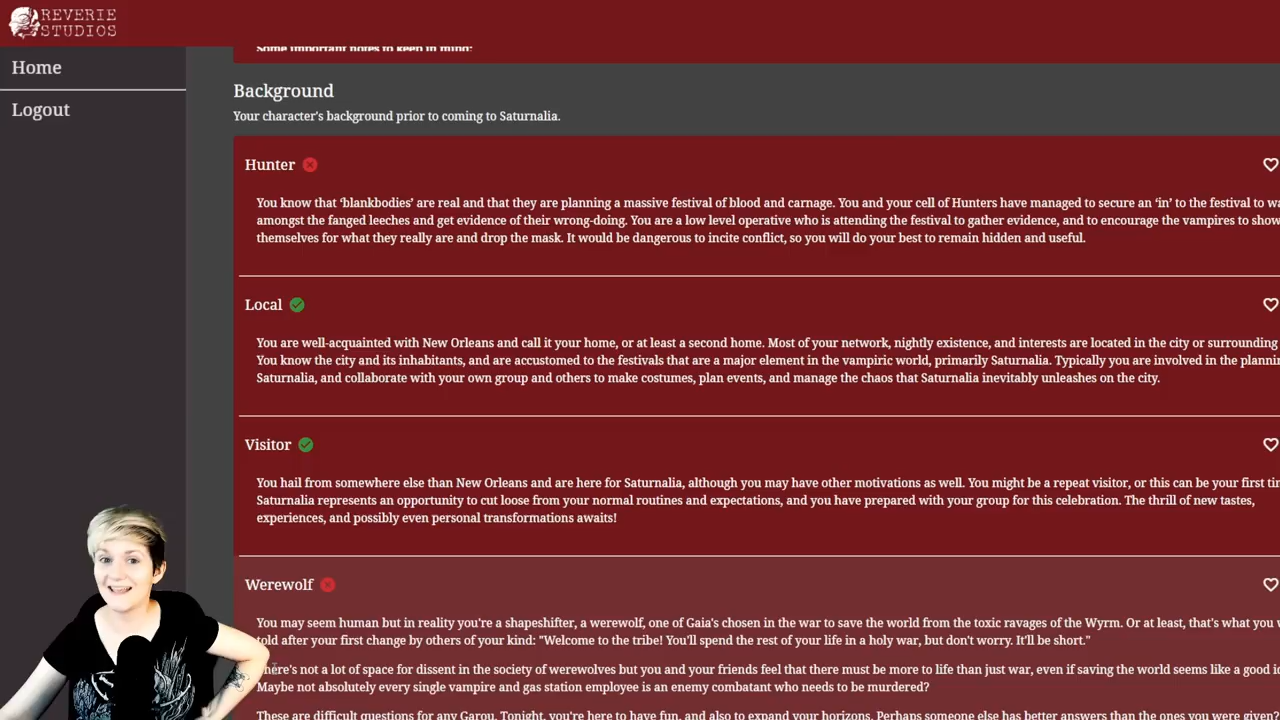 REVERIE
STUDIOS
Home
Logout
Some important notes to keep in mind:
Background
Your character's background prior to coming to Saturnalia.
Hunter
You know that ‘blankbodies’ are real and that they are planning a massive festival of blood and carnage. You and your cell of Hunters have managed to secure an ‘in’ to the festival to
amongst the fanged leeches and get evidence of their wrong-doing. You are a low level operative who is attending the festival to gather evidence, and to encourage the vampires to show
themselves for what they really are and drop the mask. It would be dangerous to incite conflict, so you will do your best to remain hidden and useful.
Local
You are well-acquainted with New Orleans and call it your home, or at least a second home. Most of your network, nightly existence, and interests are located in the city or surrounding
You know the city and its inhabitants, and are accustomed to the festivals that are a major element in the vampiric world, primarily Saturnalia. Typically you are involved in the
Saturnalia, and collaborate with your own group and others to make costumes, plan events, and manage the chaos that Saturnalia inevitably unleashes on the city.
Visitor
You hail from somewhere else than New Orleans and are here for Saturnalia, although you may have other motivations as well. You might be a repeat visitor, or this can be your first
Saturnalia represents an opportunity to cut loose from your normal routines and expectations, and you have prepared with your group for this celebration. The thrill of new tastes,
experiences, and possibly even personal transformations awaits!
Werewolf
You may seem human but in reality you're a shapeshifter, a werewolf, one of Gaia's chosen in the war to save the world from the toxic ravages of the Wyrm. Or at least, that's what you
told after your first change by others of your kind: "Welcome to the tribe! You'll spend the rest of your life in a holy war, but don't worry. It'll be short."
There's not a lot of space for dissent in the society of werewolves but you and your friends feel that there must be more to life than just war, even if saving the world seems like a good
Maybe not absolutely every single vampire and gas station employee is an enemy combatant who needs to be murdered?
These are difficult questions for any Garou. Tonight, you're here to have fun, and also to expand your horizons. Perhaps someone else has better answers than the ones you were given?